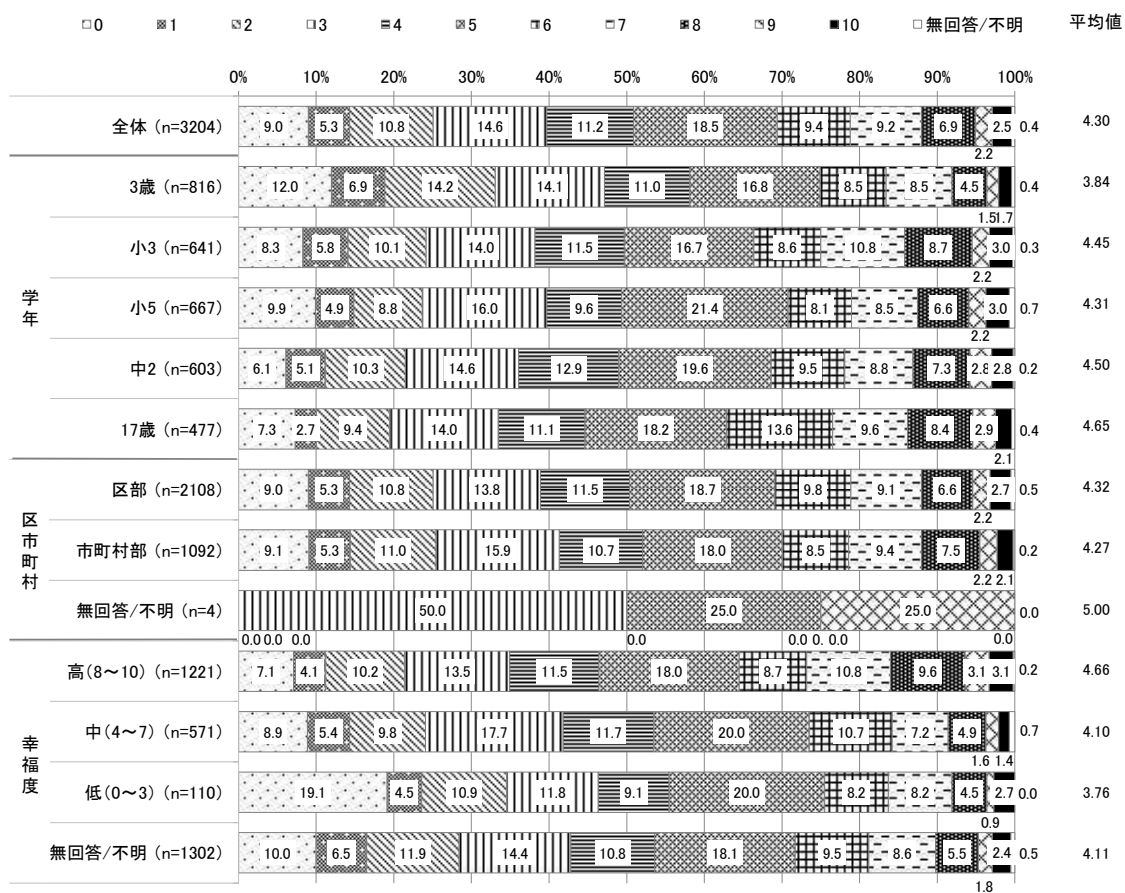 0 1 2 3 4 5 6 7 8 9 10 無回答/不明 平均値
0% 10% 20% 30% 40% 50% 60% 70% 80% 90% 100%
全体 (n=3204) 9.0 5.3 10.8 14.6 11.2 18.5 9.4 9.2 6.9 2.5 0.4 4.30
2.2
学年
3歳 (n=816) 12.0 6.9 14.2 14.1 11.0 16.8 8.5 8.5 4.5 0.4 3.84
1.5 1.7
小3 (n=641) 8.3 5.8 10.1 14.0 11.5 16.7 8.6 10.8 8.7 3.0 0.3 4.45
2.2
小5 (n=667) 9.9 4.9 8.8 16.0 9.6 21.4 8.1 8.5 6.6 3.0 0.7 4.31
2.2
中2 (n=603) 6.1 5.1 10.3 14.6 12.9 19.6 9.5 8.8 7.3 2.8 2.8 0.2 4.50
17歳 (n=477) 7.3 2.7 9.4 14.0 11.1 18.2 13.6 9.6 8.4 2.9 0.4 4.65
2.1
区市町村
区部 (n=2108) 9.0 5.3 10.8 13.8 11.5 18.7 9.8 9.1 6.6 2.7 0.5 4.32
2.2
市町村部 (n=1092) 9.1 5.3 11.0 15.9 10.7 18.0 8.5 9.4 7.5 0.2 4.27
2.2 2.1
無回答/不明 (n=4) 50.0 25.0 25.0 0.0 5.00
0.0 0.0 0.0 0.0 0.0 0.0 0.0 0.0
幸福度
高(8～10) (n=1221) 7.1 4.1 10.2 13.5 11.5 18.0 8.7 10.8 9.6 3.1 3.1 0.2 4.66
中(4～7) (n=571) 8.9 5.4 9.8 17.7 11.7 20.0 10.7 7.2 4.9 0.7 4.10
1.6 1.4
低(0～3) (n=110) 19.1 4.5 10.9 11.8 9.1 20.0 8.2 8.2 4.5 2.7 0.0 3.76
0.9
無回答/不明 (n=1302) 10.0 6.5 11.9 14.4 10.8 18.1 9.5 8.6 5.5 2.4 0.5 4.11
1.8